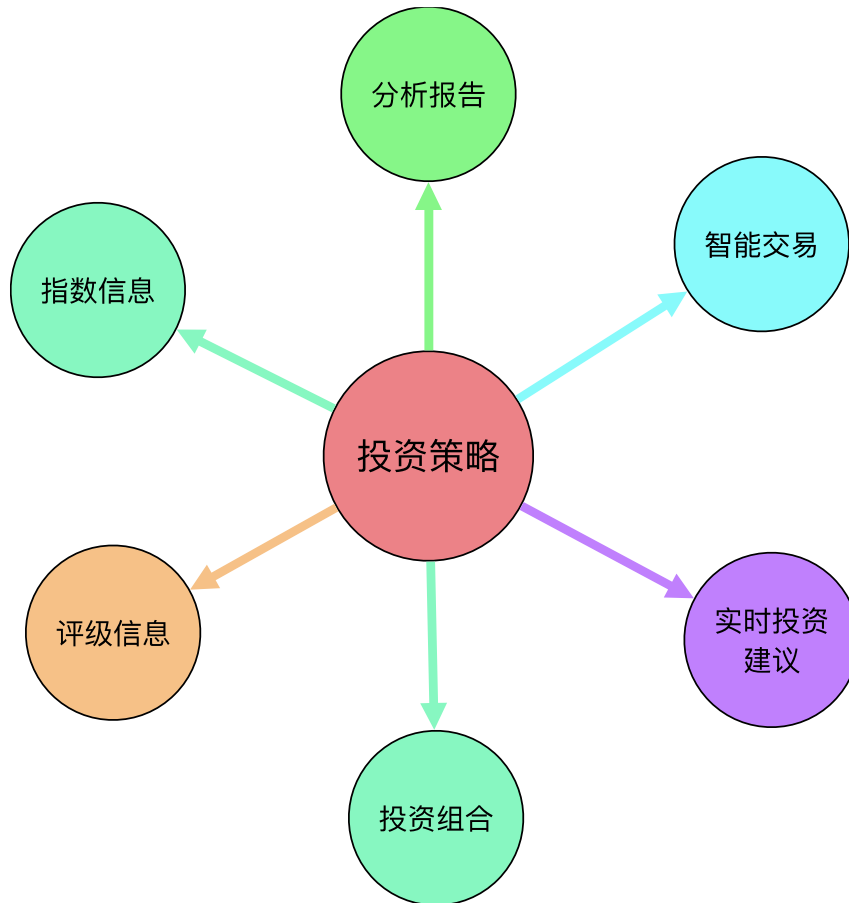 分析报告
智能交易
指数信息
投资策略
实时投资
建议
评级信息
投资组合